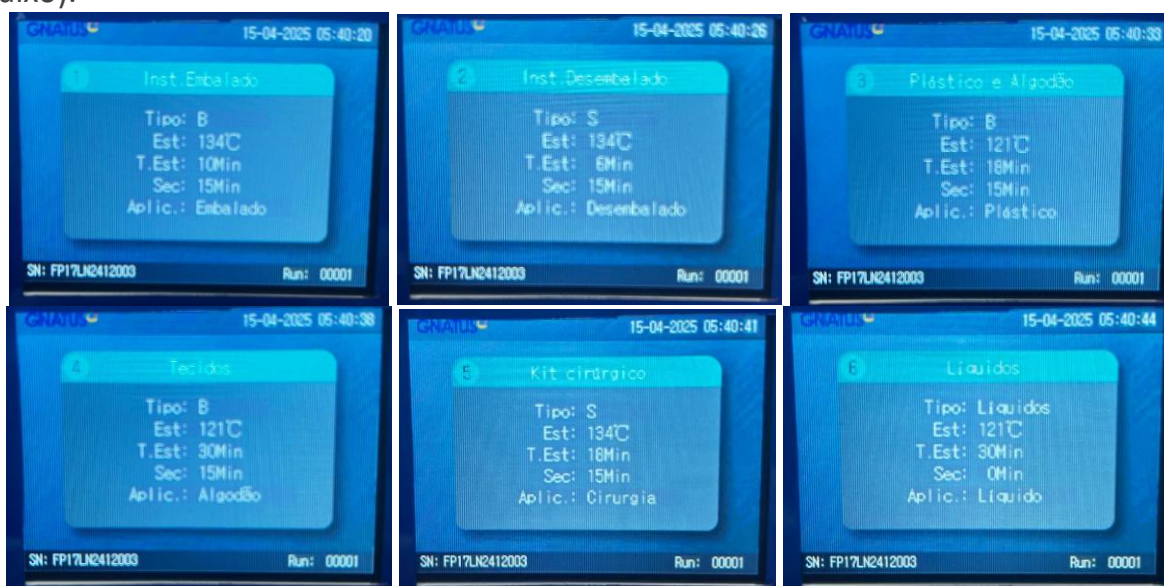 aixo).
GNATUS 15-04-2025 05:40:20
1 Inst.Embalado
Tipo: B
Est: 134℃
T.Est: 10Min
Sec: 15Min
Aplic.: Embalado
SN: FP17LN2412003 Run: 00001
GNATUS 15-04-2025 05:40:26
2 Inst.Desembalado
Tipo: S
Est: 134℃
T.Est: 6Min
Sec: 15Min
Aplic.: Desembalado
SN: FP17LN2412003 Run: 00001
GNATUS 15-04-2025 05:40:33
3 Plástico e Algodão
Tipo: B
Est: 121℃
T.Est: 18Min
Sec: 15Min
Aplic.: Plástico
SN: FP17LN2412003 Run: 00001
GNATUS 15-04-2025 05:40:38
4 Tecidos
Tipo: B
Est: 121℃
T.Est: 30Min
Sec: 15Min
Aplic.: Algodão
SN: FP17LN2412003 Run: 00001
GNATUS 15-04-2025 05:40:41
5 Kit cirúrgico
Tipo: S
Est: 134℃
T.Est: 18Min
Sec: 15Min
Aplic.: Cirurgia
SN: FP17LN2412003 Run: 00001
GNATUS 15-04-2025 05:40:44
6 Líquidos
Tipo: Líquidos
Est: 121℃
T.Est: 30Min
Sec: 0Min
Aplic.: Líquido
SN: FP17LN2412003 Run: 00001